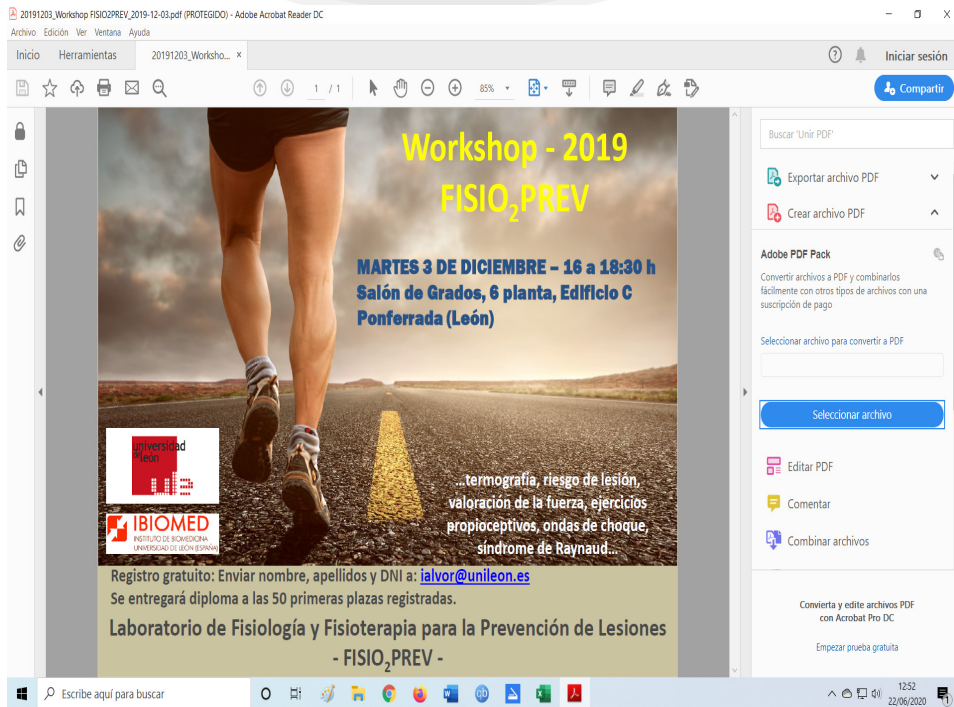 20191203_Workshop FISIO2PREV_2019-12-03.pdf (PROTEGIDO) - Adobe Acrobat Reader DC
Archivo Edición Ver Ventana Ayuda
Inicio Herramientas 20191203_Worksho... × Iniciar sesión
1 / 1 85% Compartir
Workshop - 2019
FISIO₂PREV
MARTES 3 DE DICIEMBRE – 16 a 18:30 h
Salón de Grados, 6 planta, Edificio C
Ponferrada (León)
universidad
de león
ule
IBIOMED
INSTITUTO DE BIOMEDICINA
UNIVERSIDAD DE LEÓN (ESPAÑA)
...termografía, riesgo de lesión,
valoración de la fuerza, ejercicios
propioceptivos, ondas de choque,
síndrome de Raynaud...
Registro gratuito: Enviar nombre, apellidos y DNI a: ialvor@unileon.es
Se entregará diploma a las 50 primeras plazas registradas.
Laboratorio de Fisiología y Fisioterapia para la Prevención de Lesiones
- FISIO₂PREV -
Buscar 'Unir PDF'
Exportar archivo PDF
Crear archivo PDF
Adobe PDF Pack
Convertir archivos a PDF y combinarlos
fácilmente con otros tipos de archivos con una
suscripción de pago
Seleccionar archivo para convertir a PDF
Seleccionar archivo
Editar PDF
Comentar
Combinar archivos
Convierta y edite archivos PDF
con Acrobat Pro DC
Empezar prueba gratuita
Escribe aquí para buscar
12:52
22/06/2020